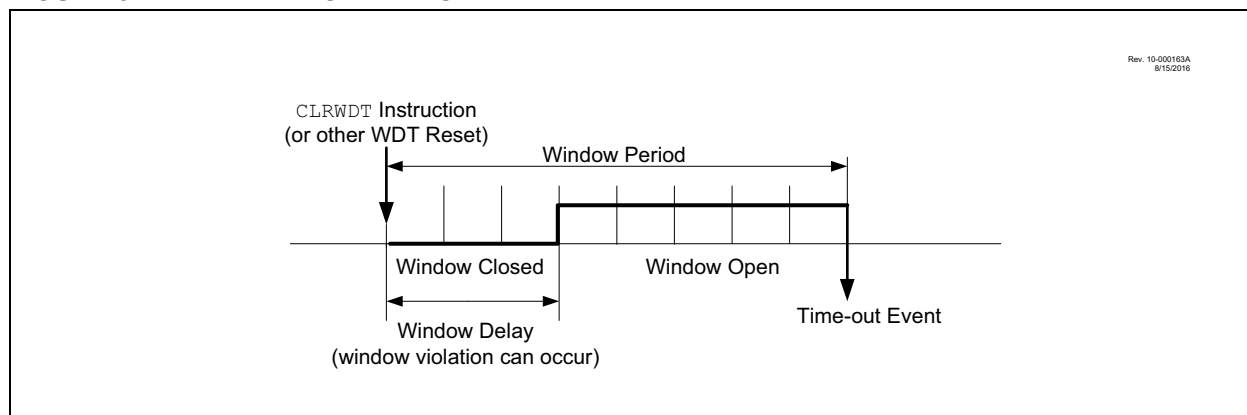 Rev. 10-000163A
8/15/2016
CLRWDT Instruction
(or other WDT Reset)
Window Period
Window Closed
Window Open
Window Delay
(window violation can occur)
Time-out Event